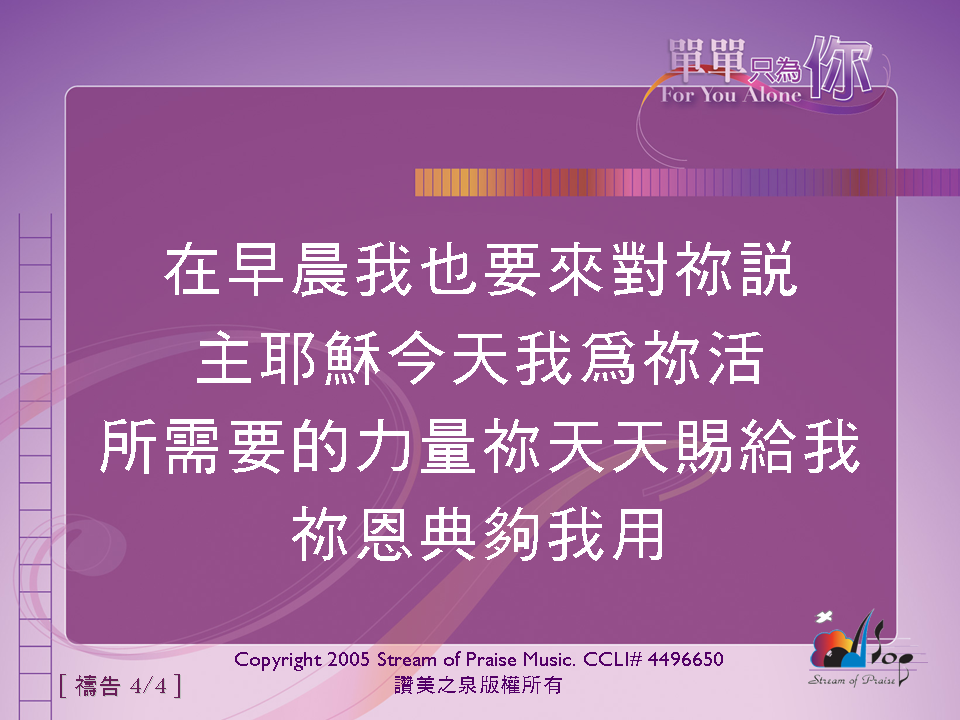 單單只為你
For You Alone
在早晨我也要來對祢説
主耶穌今天我爲祢活
所需要的力量祢天天賜給我
祢恩典夠我用
Copyright 2005 Stream of Praise Music. CCLI# 4496650
讚美之泉版權所有
[ 禱告 4/4 ]
Sop
Stream of Praise